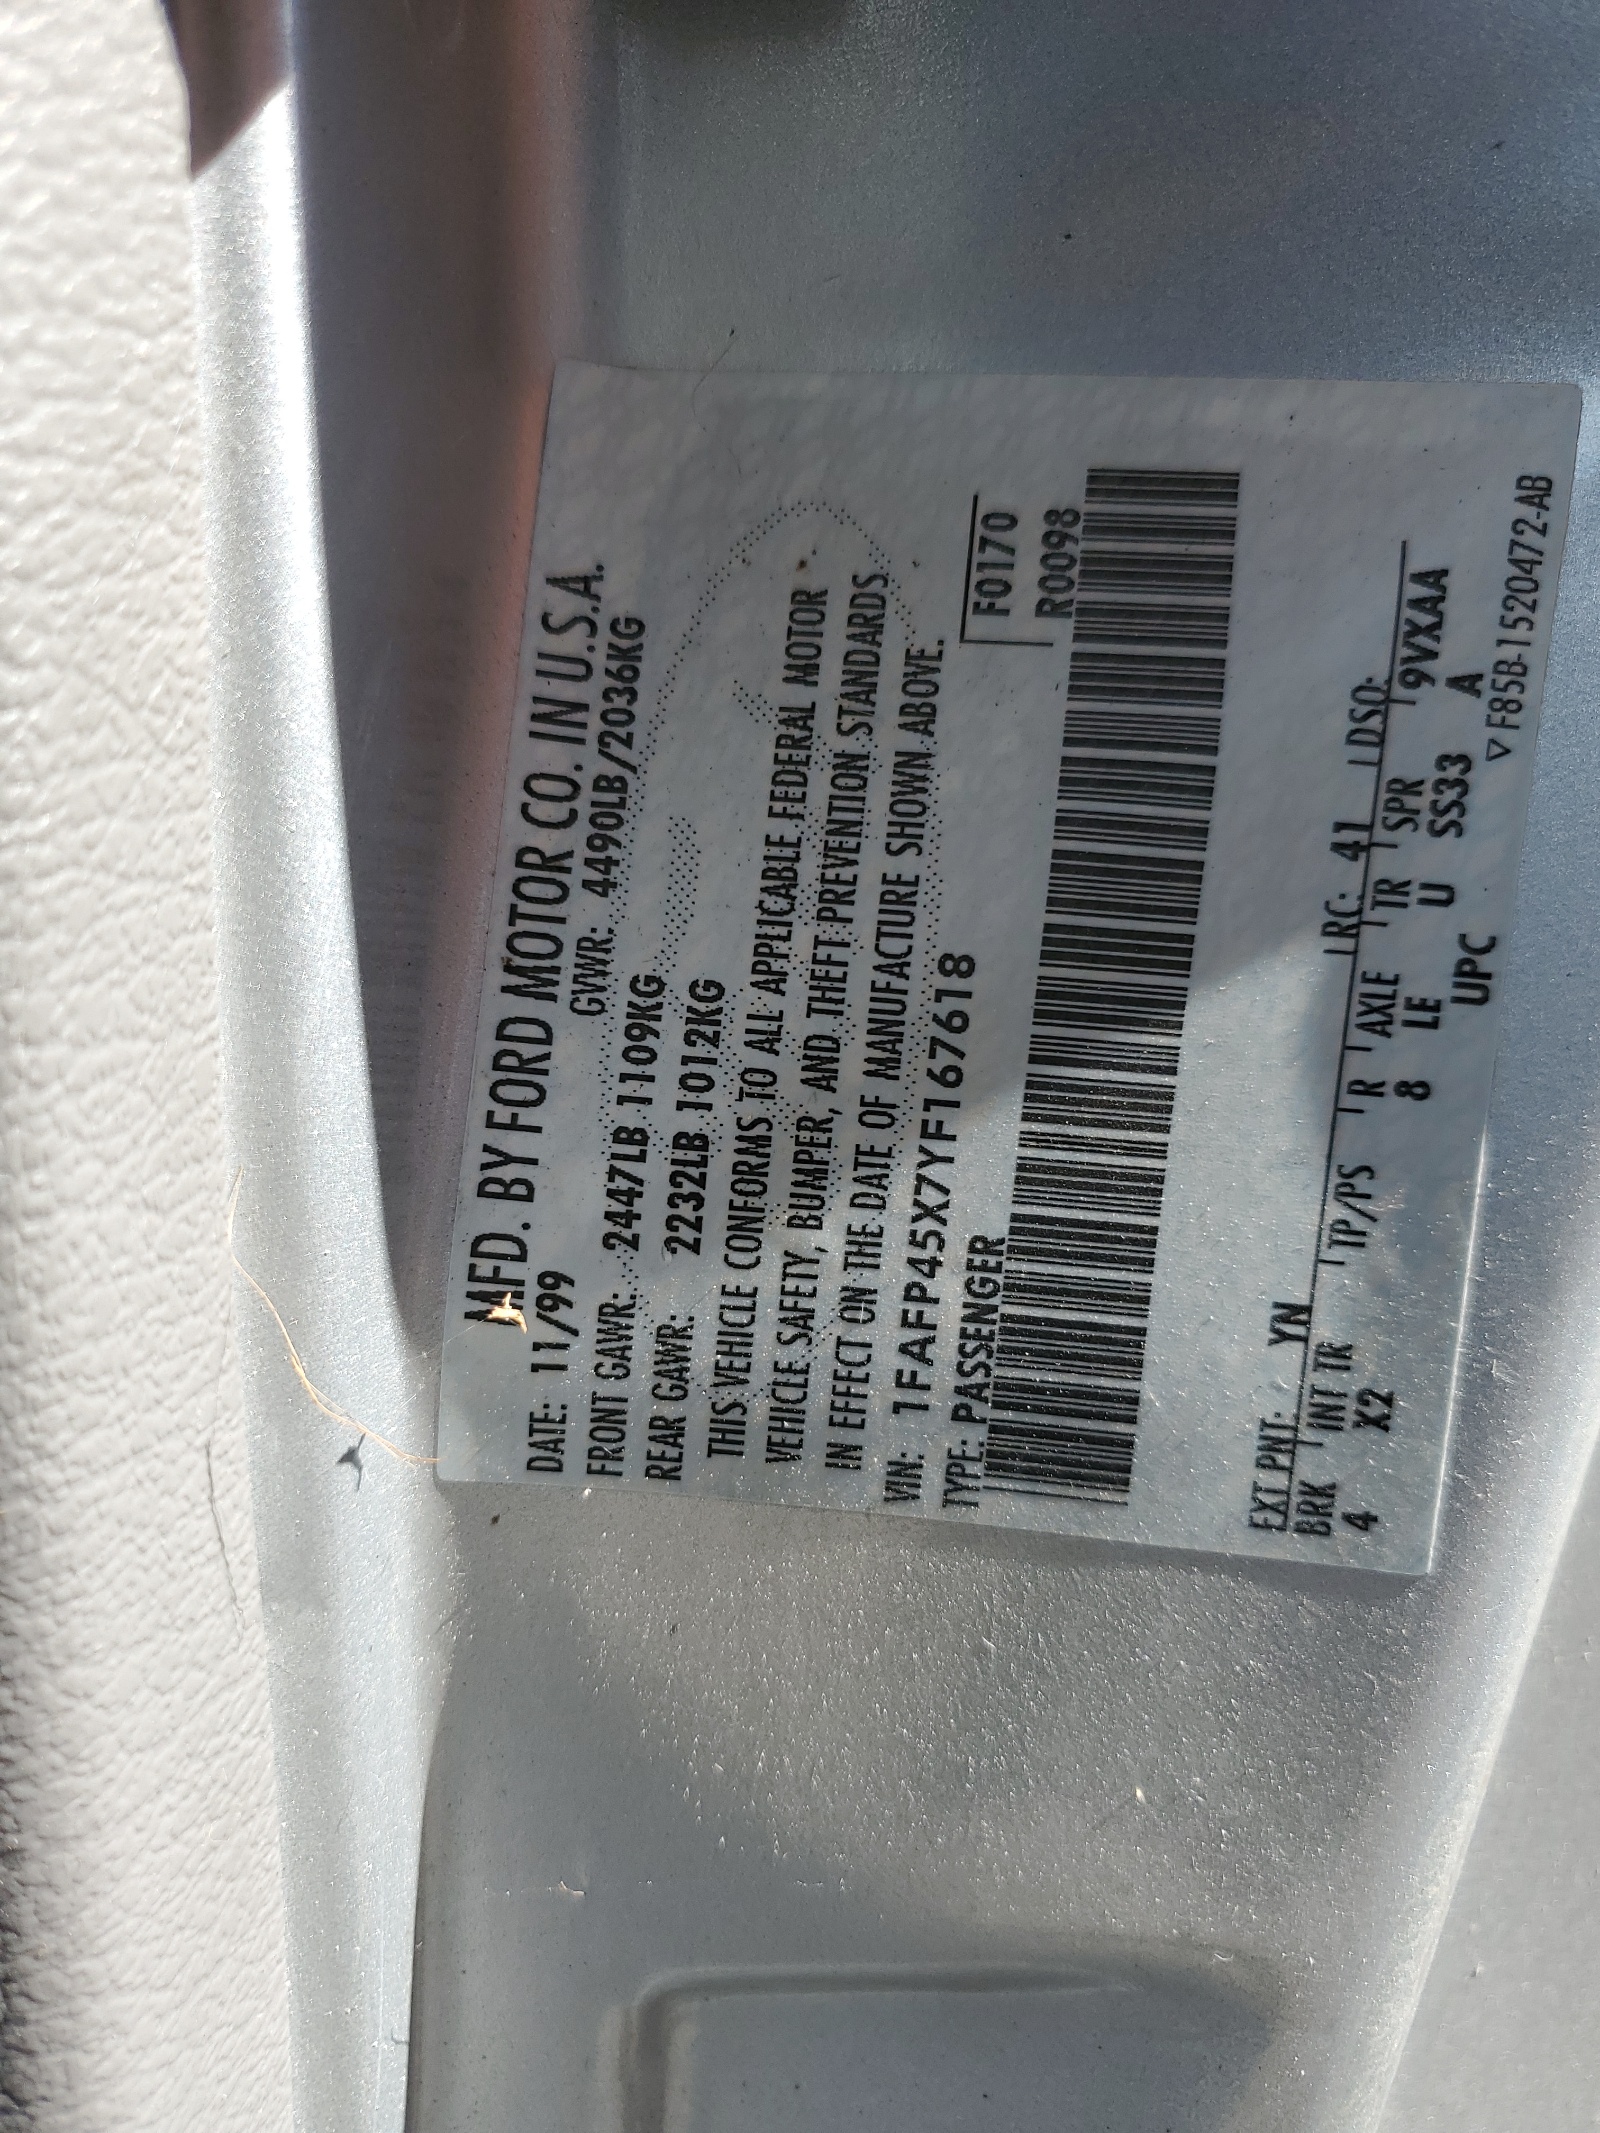 MFD. BY FORD MOTOR CO. IN U.S.A.
DATE: 11/99 GVWR: 4490LB/2036KG
FRONT GAWR: 2447LB 1109KG
REAR GAWR: 2232LB 1012KG
THIS VEHICLE CONFORMS TO ALL APPLICABLE FEDERAL MOTOR
VEHICLE SAFETY, BUMPER, AND THEFT PREVENTION STANDARDS
IN EFFECT ON THE DATE OF MANUFACTURE SHOWN ABOVE.
VIN: 1FAFP45X7YF167618 F0170
TYPE: PASSENGER R0098
EXT PNT: YN RC: 41 DSO:
BRK INT TR TP/PS R AXLE TR SPR 9VXAA
4 X2 8 LE U SS33 A
UPC
▽ F85B-1520472-AB